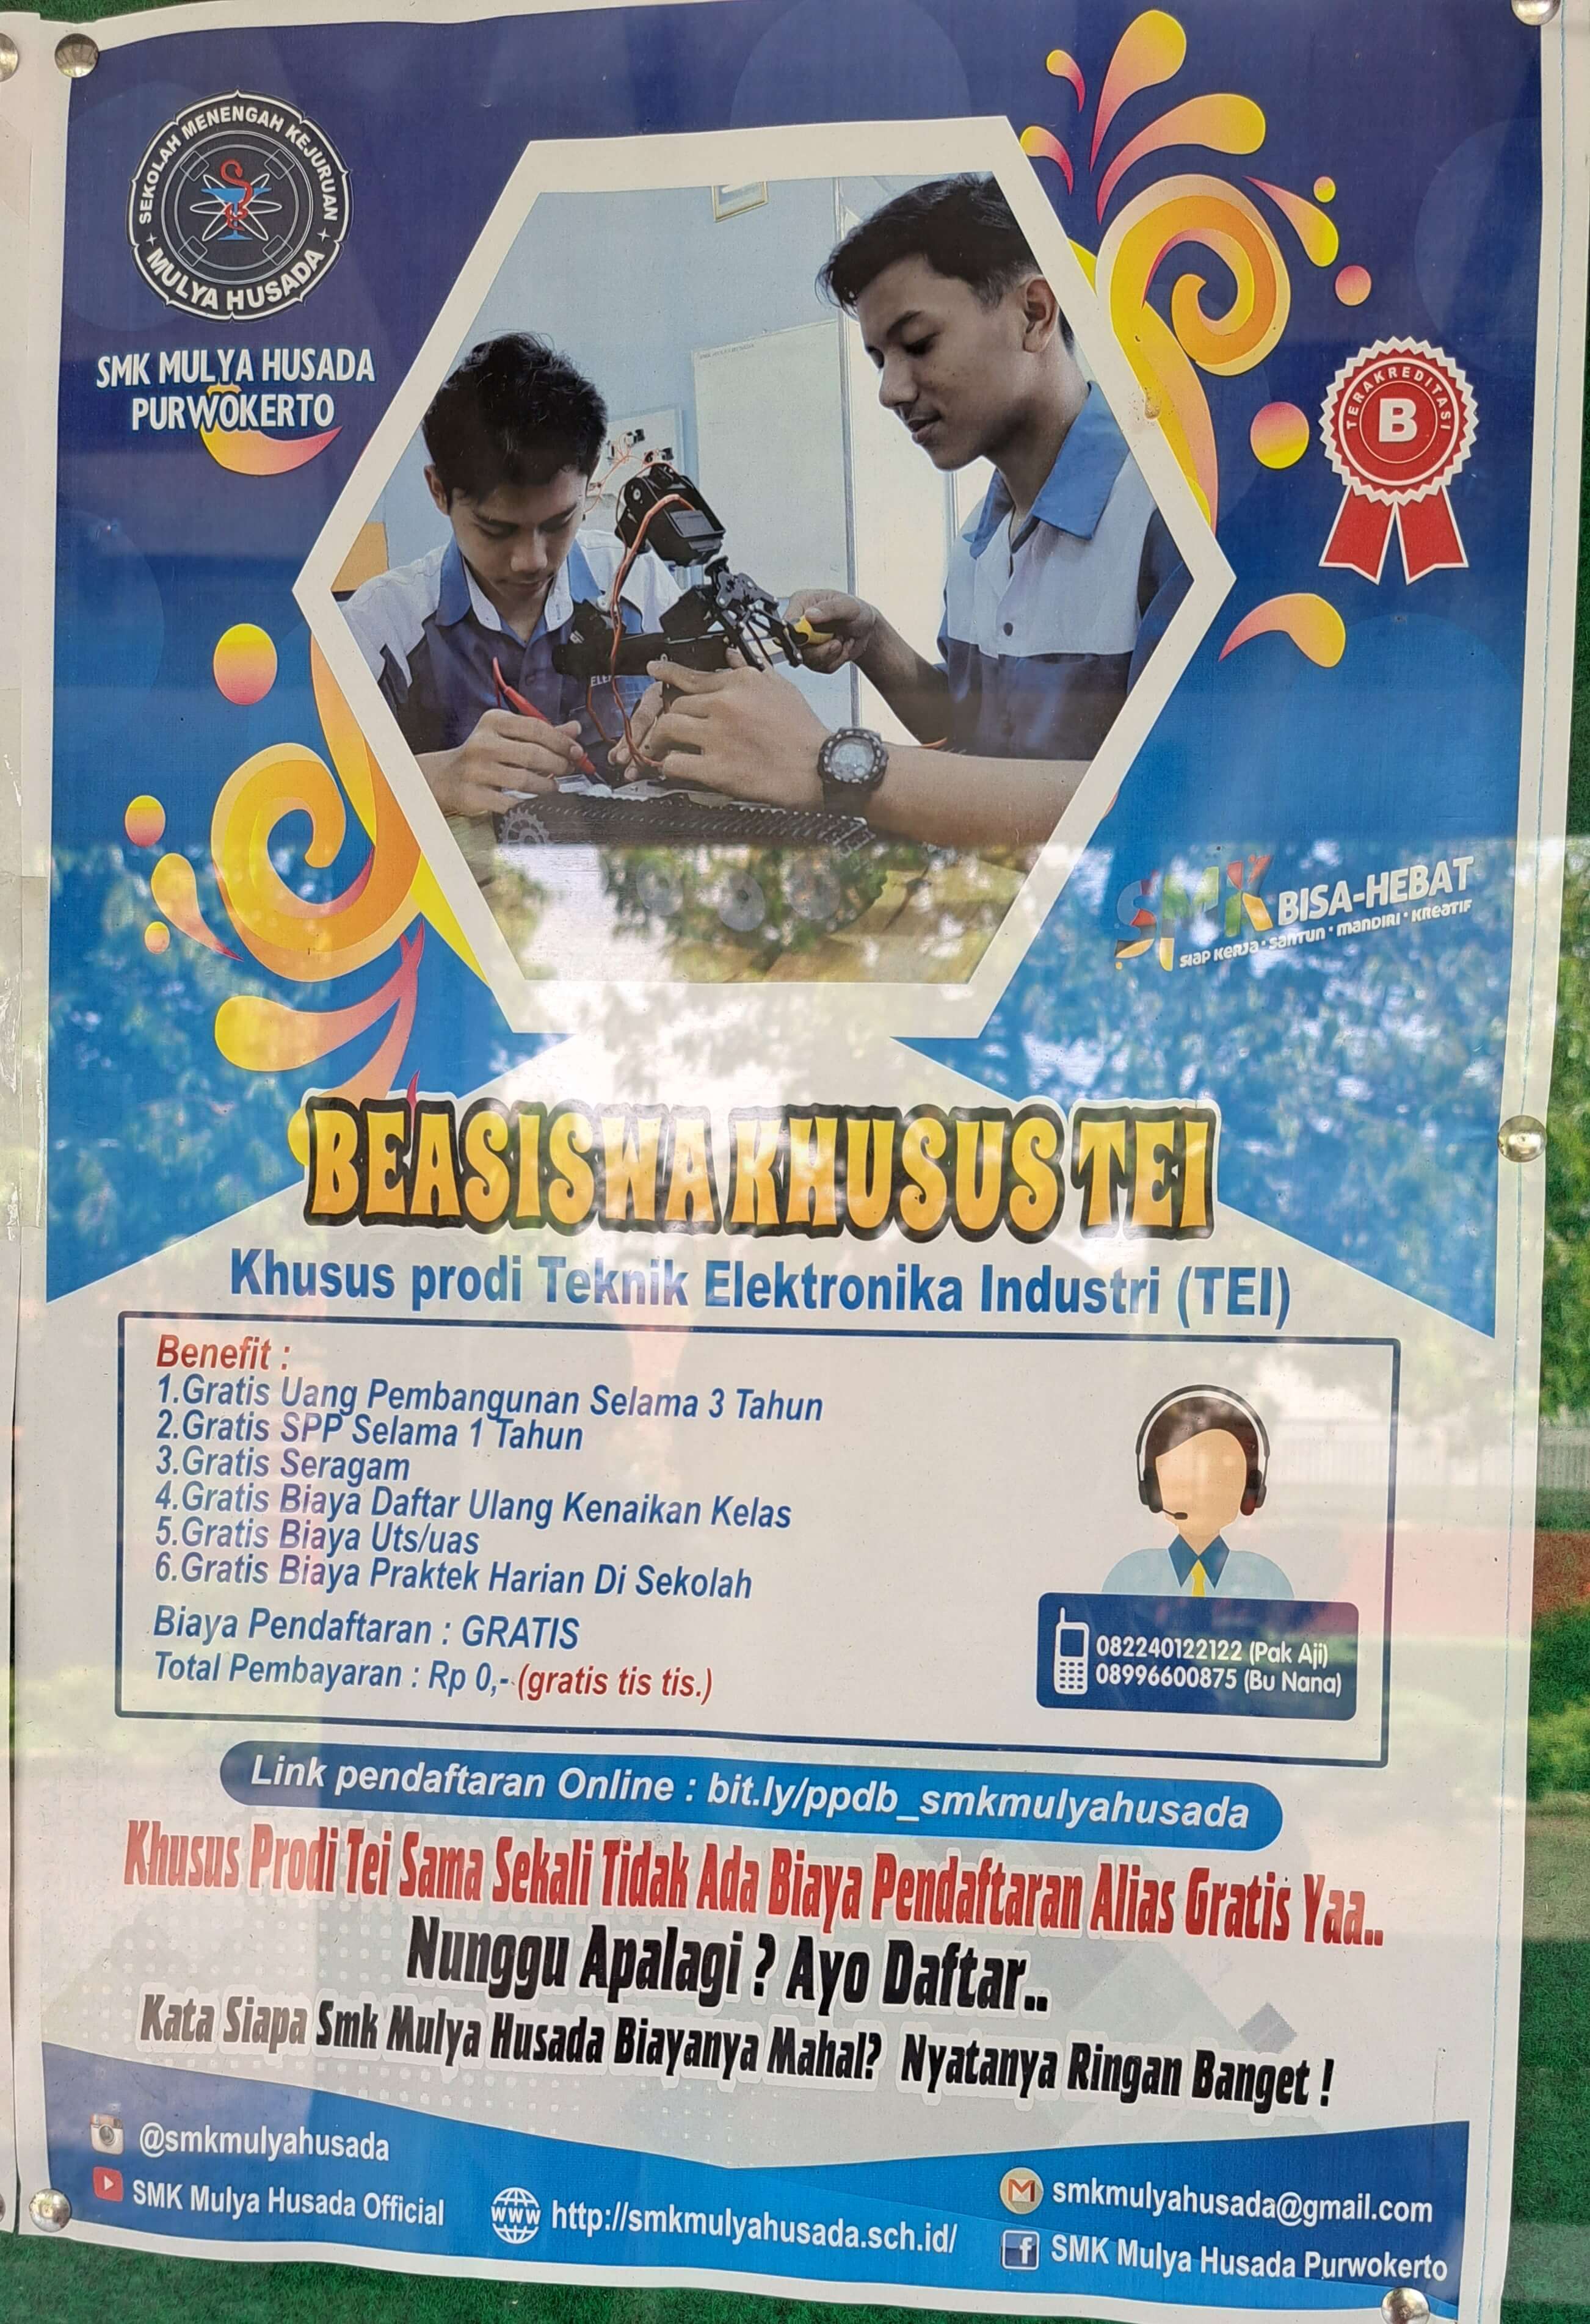 SEKOLAH MENENGAH KEJURUAN
MULYA HUSADA
SMK MULYA HUSADA
PURWOKERTO
TERAKREDITASI
B
SMK BISA-HEBAT
SIAP KERJA • SANTUN • MANDIRI • KREATIF
BEASISWA KHUSUS TEI
Khusus prodi Teknik Elektronika Industri (TEI)
Benefit :
1.Gratis Uang Pembangunan Selama 3 Tahun
2.Gratis SPP Selama 1 Tahun
3.Gratis Seragam
4.Gratis Biaya Daftar Ulang Kenaikan Kelas
5.Gratis Biaya Uts/uas
6.Gratis Biaya Praktek Harian Di Sekolah
Biaya Pendaftaran : GRATIS
Total Pembayaran : Rp 0,- (gratis tis tis.)
082240122122 (Pak Aji)
08996600875 (Bu Nana)
Link pendaftaran Online : bit.ly/ppdb_smkmulyahusada
Khusus Prodi Tei Sama Sekali Tidak Ada Biaya Pendaftaran Alias Gratis Yaa..
Nunggu Apalagi ? Ayo Daftar..
Kata Siapa Smk Mulya Husada Biayanya Mahal? Nyatanya Ringan Banget !
@smkmulyahusada
SMK Mulya Husada Official
www http://smkmulyahusada.sch.id/
smkmulyahusada@gmail.com
SMK Mulya Husada Purwokerto